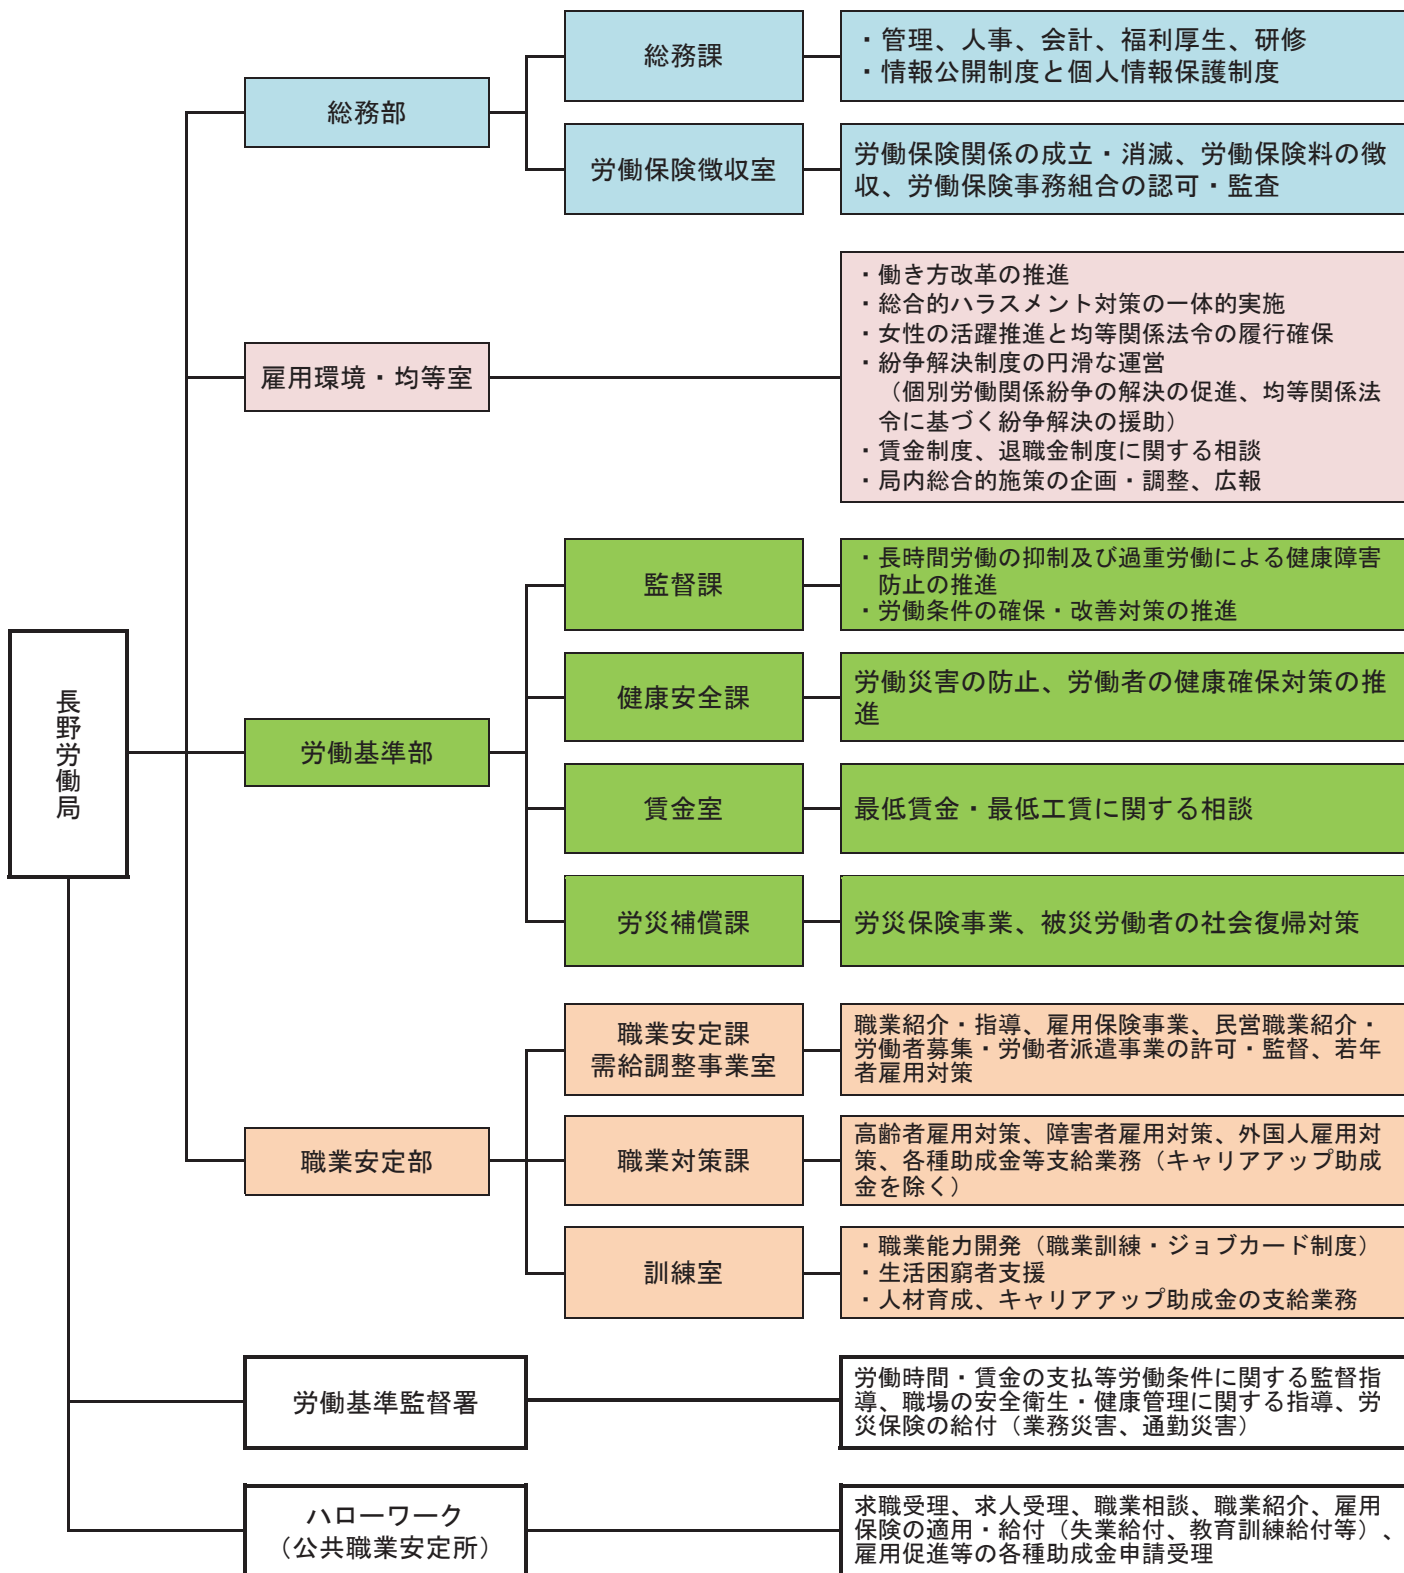 長野労働局
総務部
総務課
・管理、人事、会計、福利厚生、研修
・情報公開制度と個人情報保護制度
労働保険徴収室
労働保険関係の成立・消滅、労働保険料の徴
収、労働保険事務組合の認可・監査
雇用環境・均等室
・働き方改革の推進
・総合的ハラスメント対策の一体的実施
・女性の活躍推進と均等関係法令の履行確保
・紛争解決制度の円滑な運営
（個別労働関係紛争の解決の促進、均等関係法
令に基づく紛争解決の援助）
・賃金制度、退職金制度に関する相談
・局内総合的施策の企画・調整、広報
労働基準部
監督課
・長時間労働の抑制及び過重労働による健康障害
防止の推進
・労働条件の確保・改善対策の推進
健康安全課
労働災害の防止、労働者の健康確保対策の推
進
賃金室
最低賃金・最低工賃に関する相談
労災補償課
労災保険事業、被災労働者の社会復帰対策
職業安定部
職業安定課
需給調整事業室
職業紹介・指導、雇用保険事業、民営職業紹介・
労働者募集・労働者派遣事業の許可・監督、若年
者雇用対策
職業対策課
高齢者雇用対策、障害者雇用対策、外国人雇用対
策、各種助成金等支給業務（キャリアアップ助成
金を除く）
訓練室
・職業能力開発（職業訓練・ジョブカード制度）
・生活困窮者支援
・人材育成、キャリアアップ助成金の支給業務
労働基準監督署
労働時間・賃金の支払等労働条件に関する監督指
導、職場の安全衛生・健康管理に関する指導、労
災保険の給付（業務災害、通勤災害）
ハローワーク
（公共職業安定所）
求職受理、求人受理、職業相談、職業紹介、雇用
保険の適用・給付（失業給付、教育訓練給付等）、
雇用促進等の各種助成金申請受理